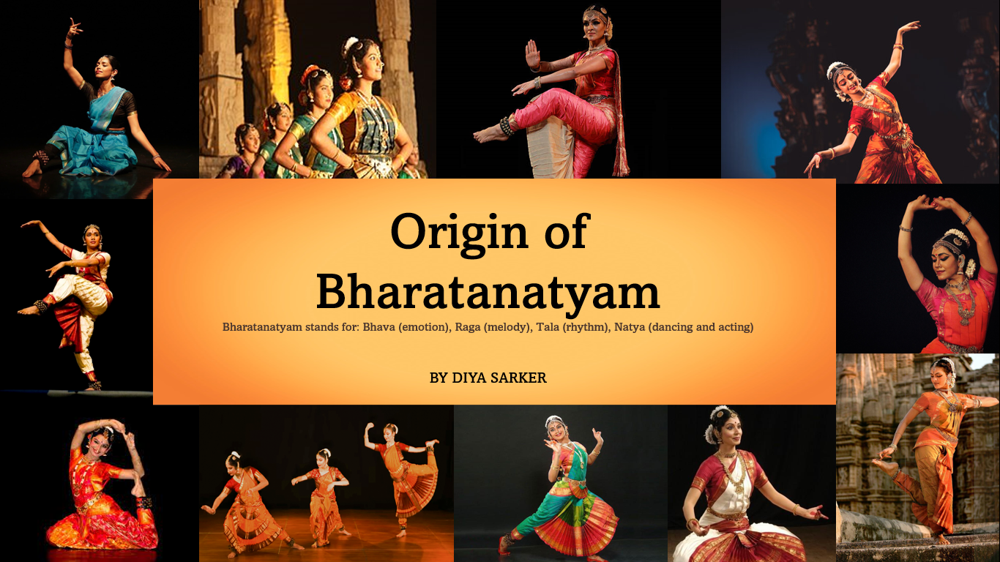 Origin of
Bharatanatyam
Bharatanatyam stands for: Bhava (emotion), Raga (melody), Tala (rhythm), Natya (dancing and acting)
BY DIYA SARKER